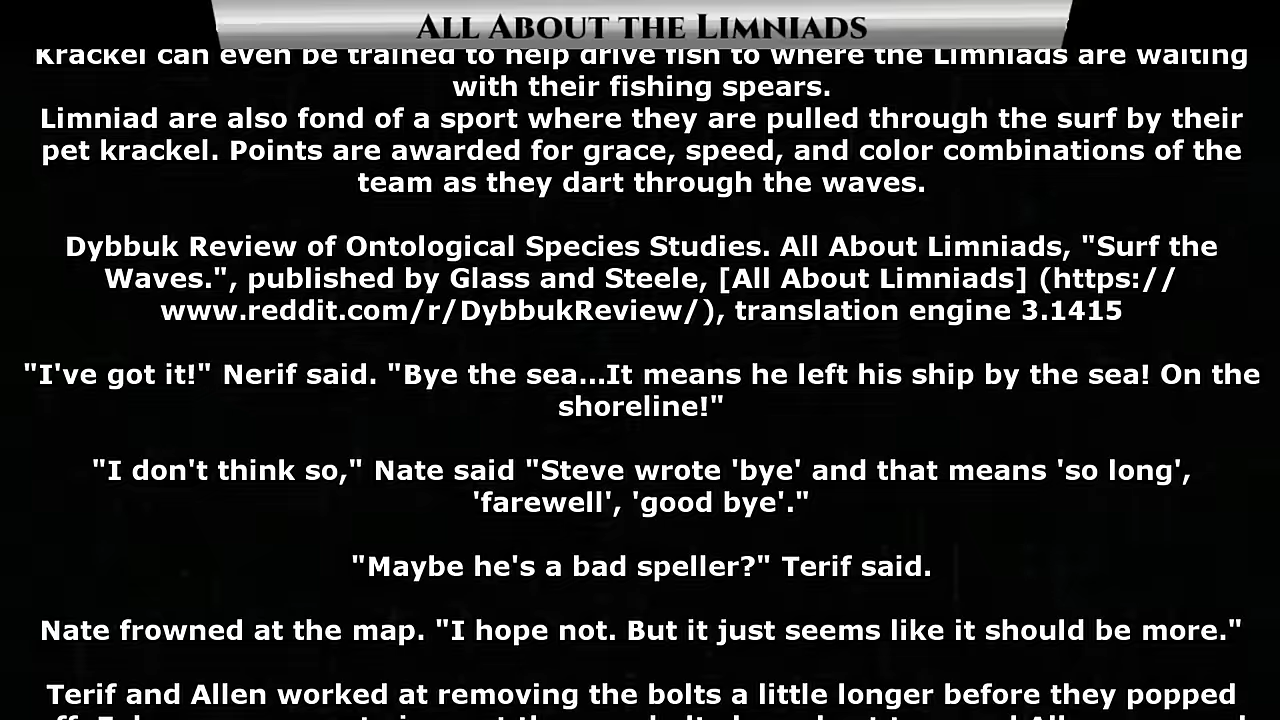 All About the Limniads
Krackel can even be trained to help drive fish to where the Limniads are waiting
with their fishing spears.
Limniad are also fond of a sport where they are pulled through the surf by their
pet krackel. Points are awarded for grace, speed, and color combinations of the
team as they dart through the waves.
Dybbuk Review of Ontological Species Studies. All About Limniads, "Surf the
Waves.", published by Glass and Steele, [All About Limniads] (https://
www.reddit.com/r/DybbukReview/), translation engine 3.1415
"I've got it!" Nerif said. "Bye the sea...It means he left his ship by the sea! On the
shoreline!"
"I don't think so," Nate said "Steve wrote 'bye' and that means 'so long',
'farewell', 'good bye'."
"Maybe he's a bad speller?" Terif said.
Nate frowned at the map. "I hope not. But it just seems like it should be more."
Terif and Allen worked at removing the bolts a little longer before they popped